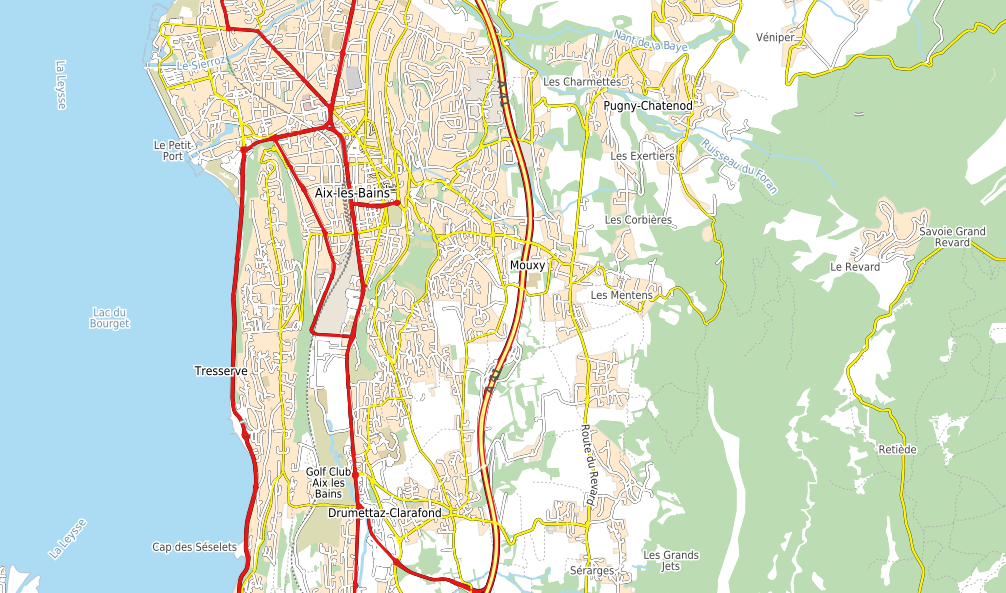 Véniper
Nant de la Baye
Le Sierroz
La Leysse
Les Charmettes
A 41
Pugny-Chatenod
Le Petit
Port
Les Exertiers
Ruisseau du Foran
Aix-les-Bains
Les Corbières
Savoie Grand
Revard
Mouxy
Le Revard
Les Mentens
Lac du
Bourget
Tresserve
A 41
Route du Revard
Retiède
Golf Club
Aix les
Bains
Drumettaz-Clarafond
La Leysse
Cap des Séselets
Les Grands
Jets
Sérarges